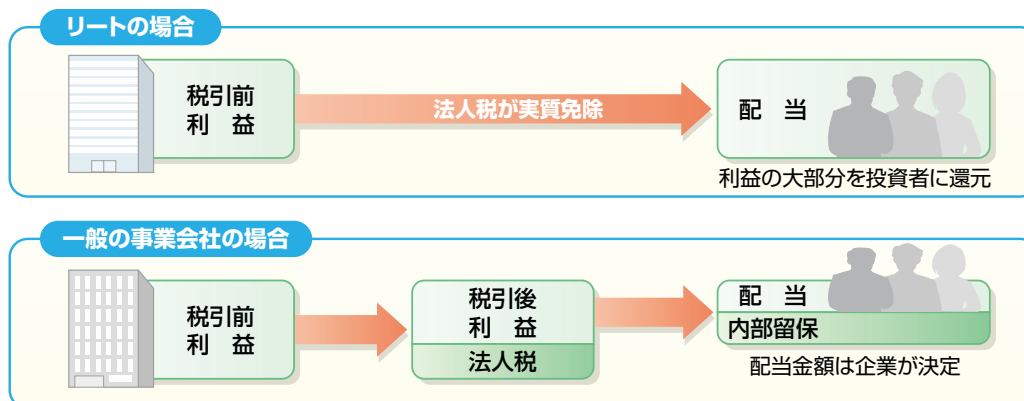 リートの場合
税引前
利　益
法人税が実質免除
配　当
利益の大部分を投資者に還元
一般の事業会社の場合
税引前
利　益
税引後
利　益
法人税
配　当
内部留保
配当金額は企業が決定